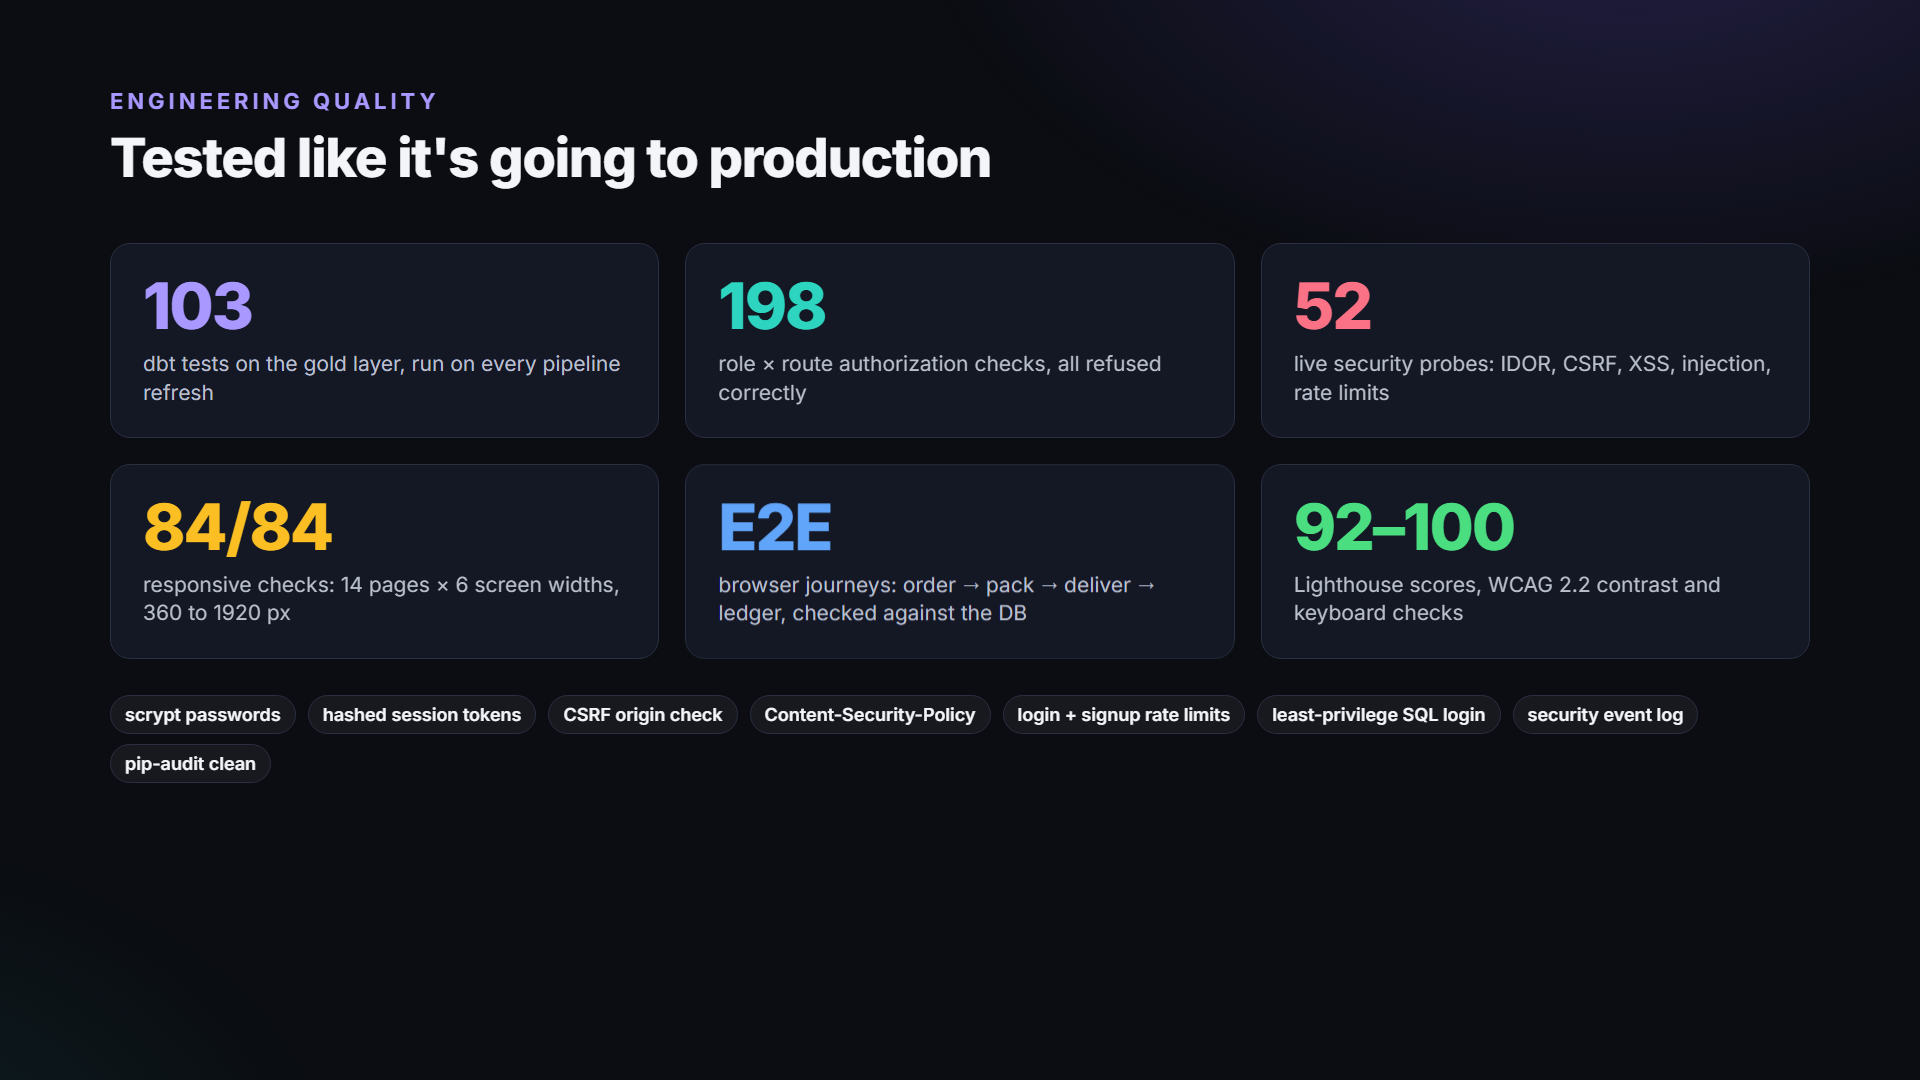 ENGINEERING QUALITY
Tested like it's going to production
103
dbt tests on the gold layer, run on every pipeline
refresh
198
role × route authorization checks, all refused
correctly
52
live security probes: IDOR, CSRF, XSS, injection,
rate limits
84/84
responsive checks: 14 pages × 6 screen widths,
360 to 1920 px
E2E
browser journeys: order → pack → deliver →
ledger, checked against the DB
92–100
Lighthouse scores, WCAG 2.2 contrast and
keyboard checks
scrypt passwords
hashed session tokens
CSRF origin check
Content-Security-Policy
login + signup rate limits
least-privilege SQL login
security event log
pip-audit clean